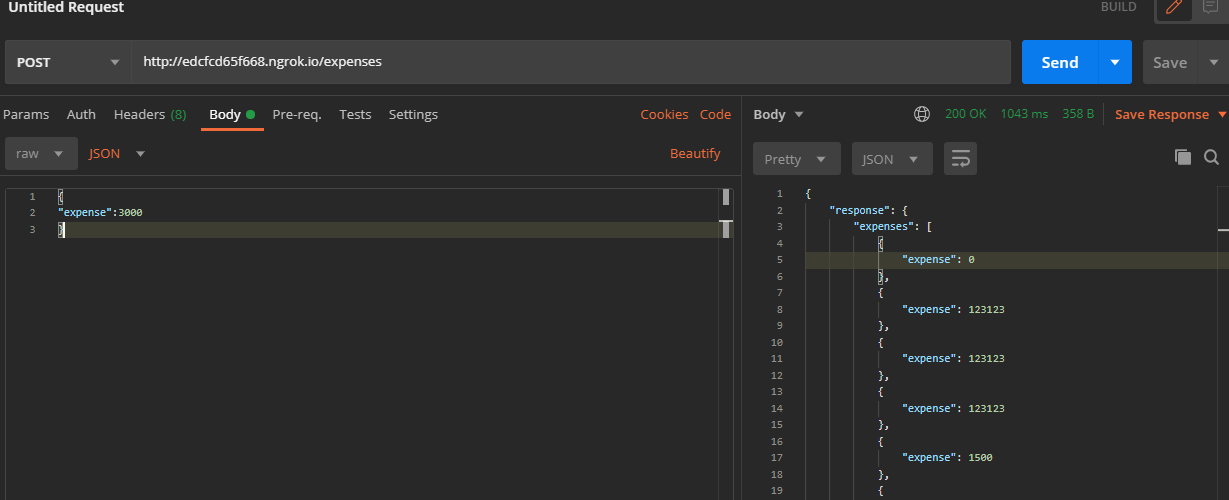 Untitled Request
BUILD
POST
http://edcfcd65f668.ngrok.io/expenses
Send
Save
Params Auth Headers (8) Body Pre-req. Tests Settings Cookies Code
raw JSON Beautify
1 {
2 "expense":3000
3 }
Body 200 OK 1043 ms 358 B Save Response
Pretty JSON
1 {
2 "response": {
3 "expenses": [
4 {
5 "expense": 0
6 },
7 {
8 "expense": 123123
9 },
10 {
11 "expense": 123123
12 },
13 {
14 "expense": 123123
15 },
16 {
17 "expense": 1500
18 },
19 {